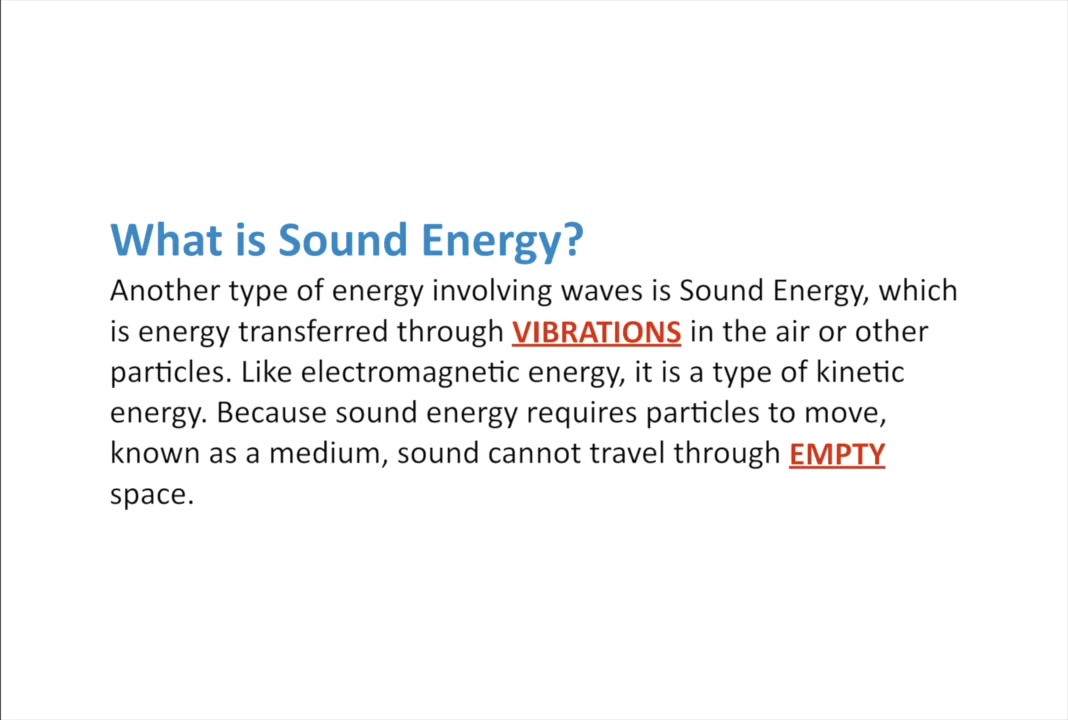 What is Sound Energy?
Another type of energy involving waves is Sound Energy, which
is energy transferred through VIBRATIONS in the air or other
particles. Like electromagnetic energy, it is a type of kinetic
energy. Because sound energy requires particles to move,
known as a medium, sound cannot travel through EMPTY
space.